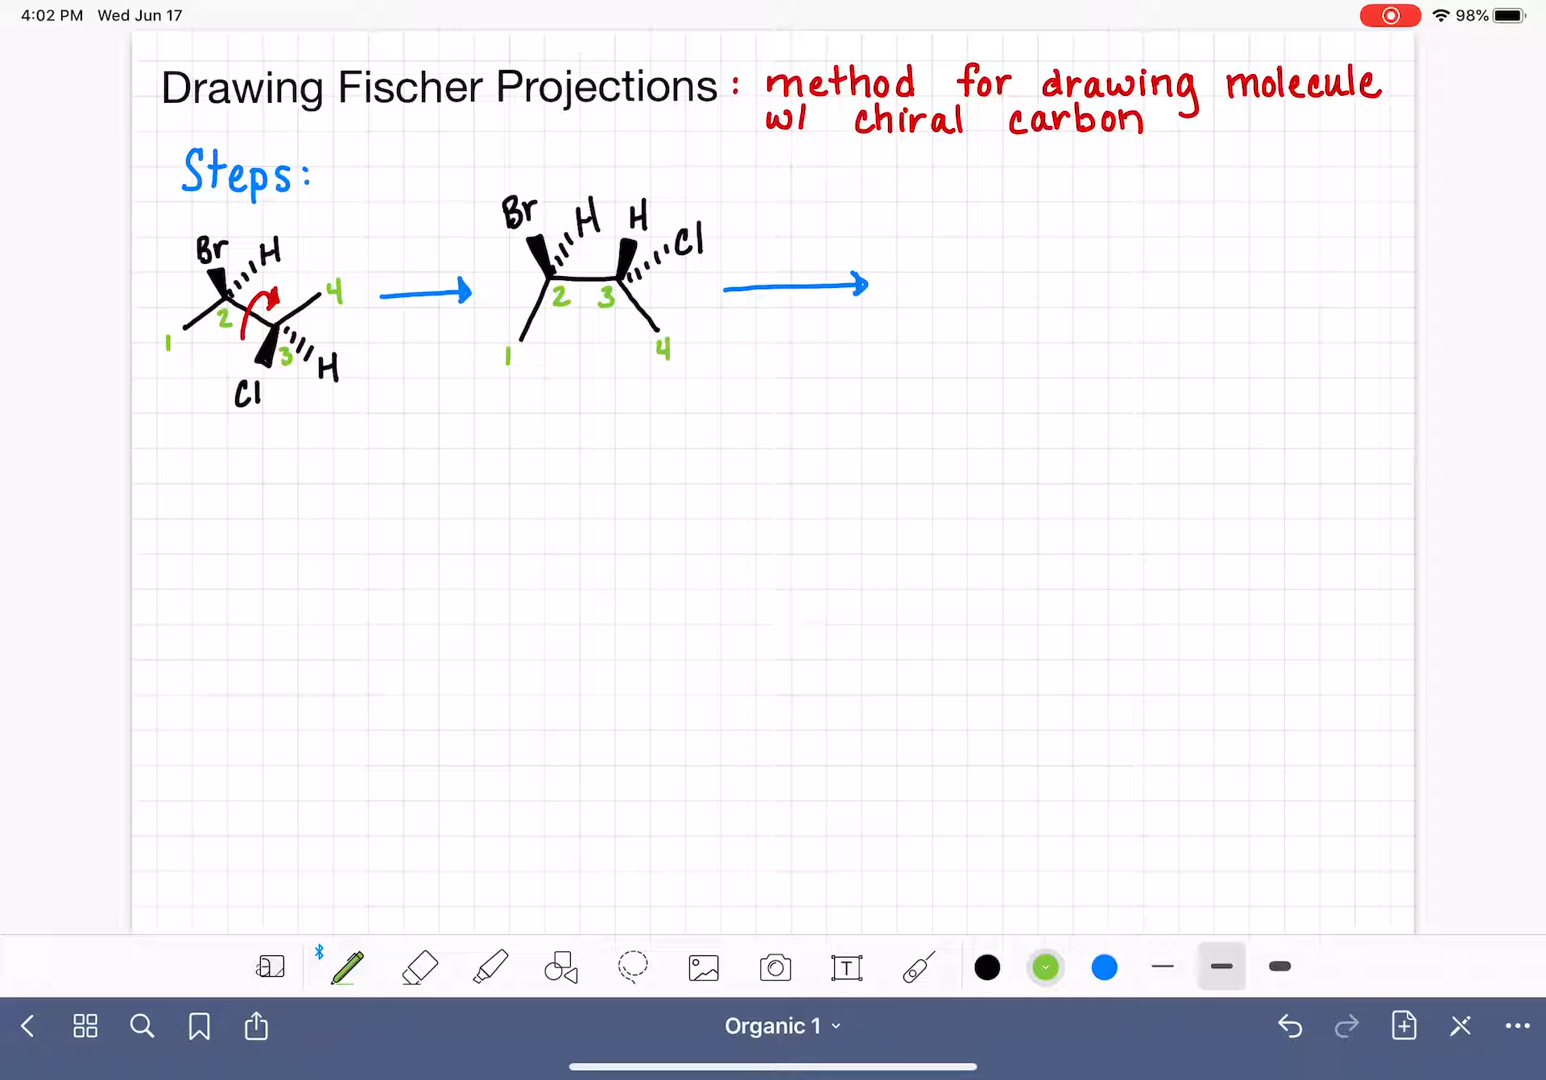 4:02 PM Wed Jun 17
98%
Drawing Fischer Projections : method for drawing molecule
w/ chiral carbon
Steps:
Br H
4
2
1
3
H
Cl
Br H H Cl
2 3
1 4
a
T
Organic 1